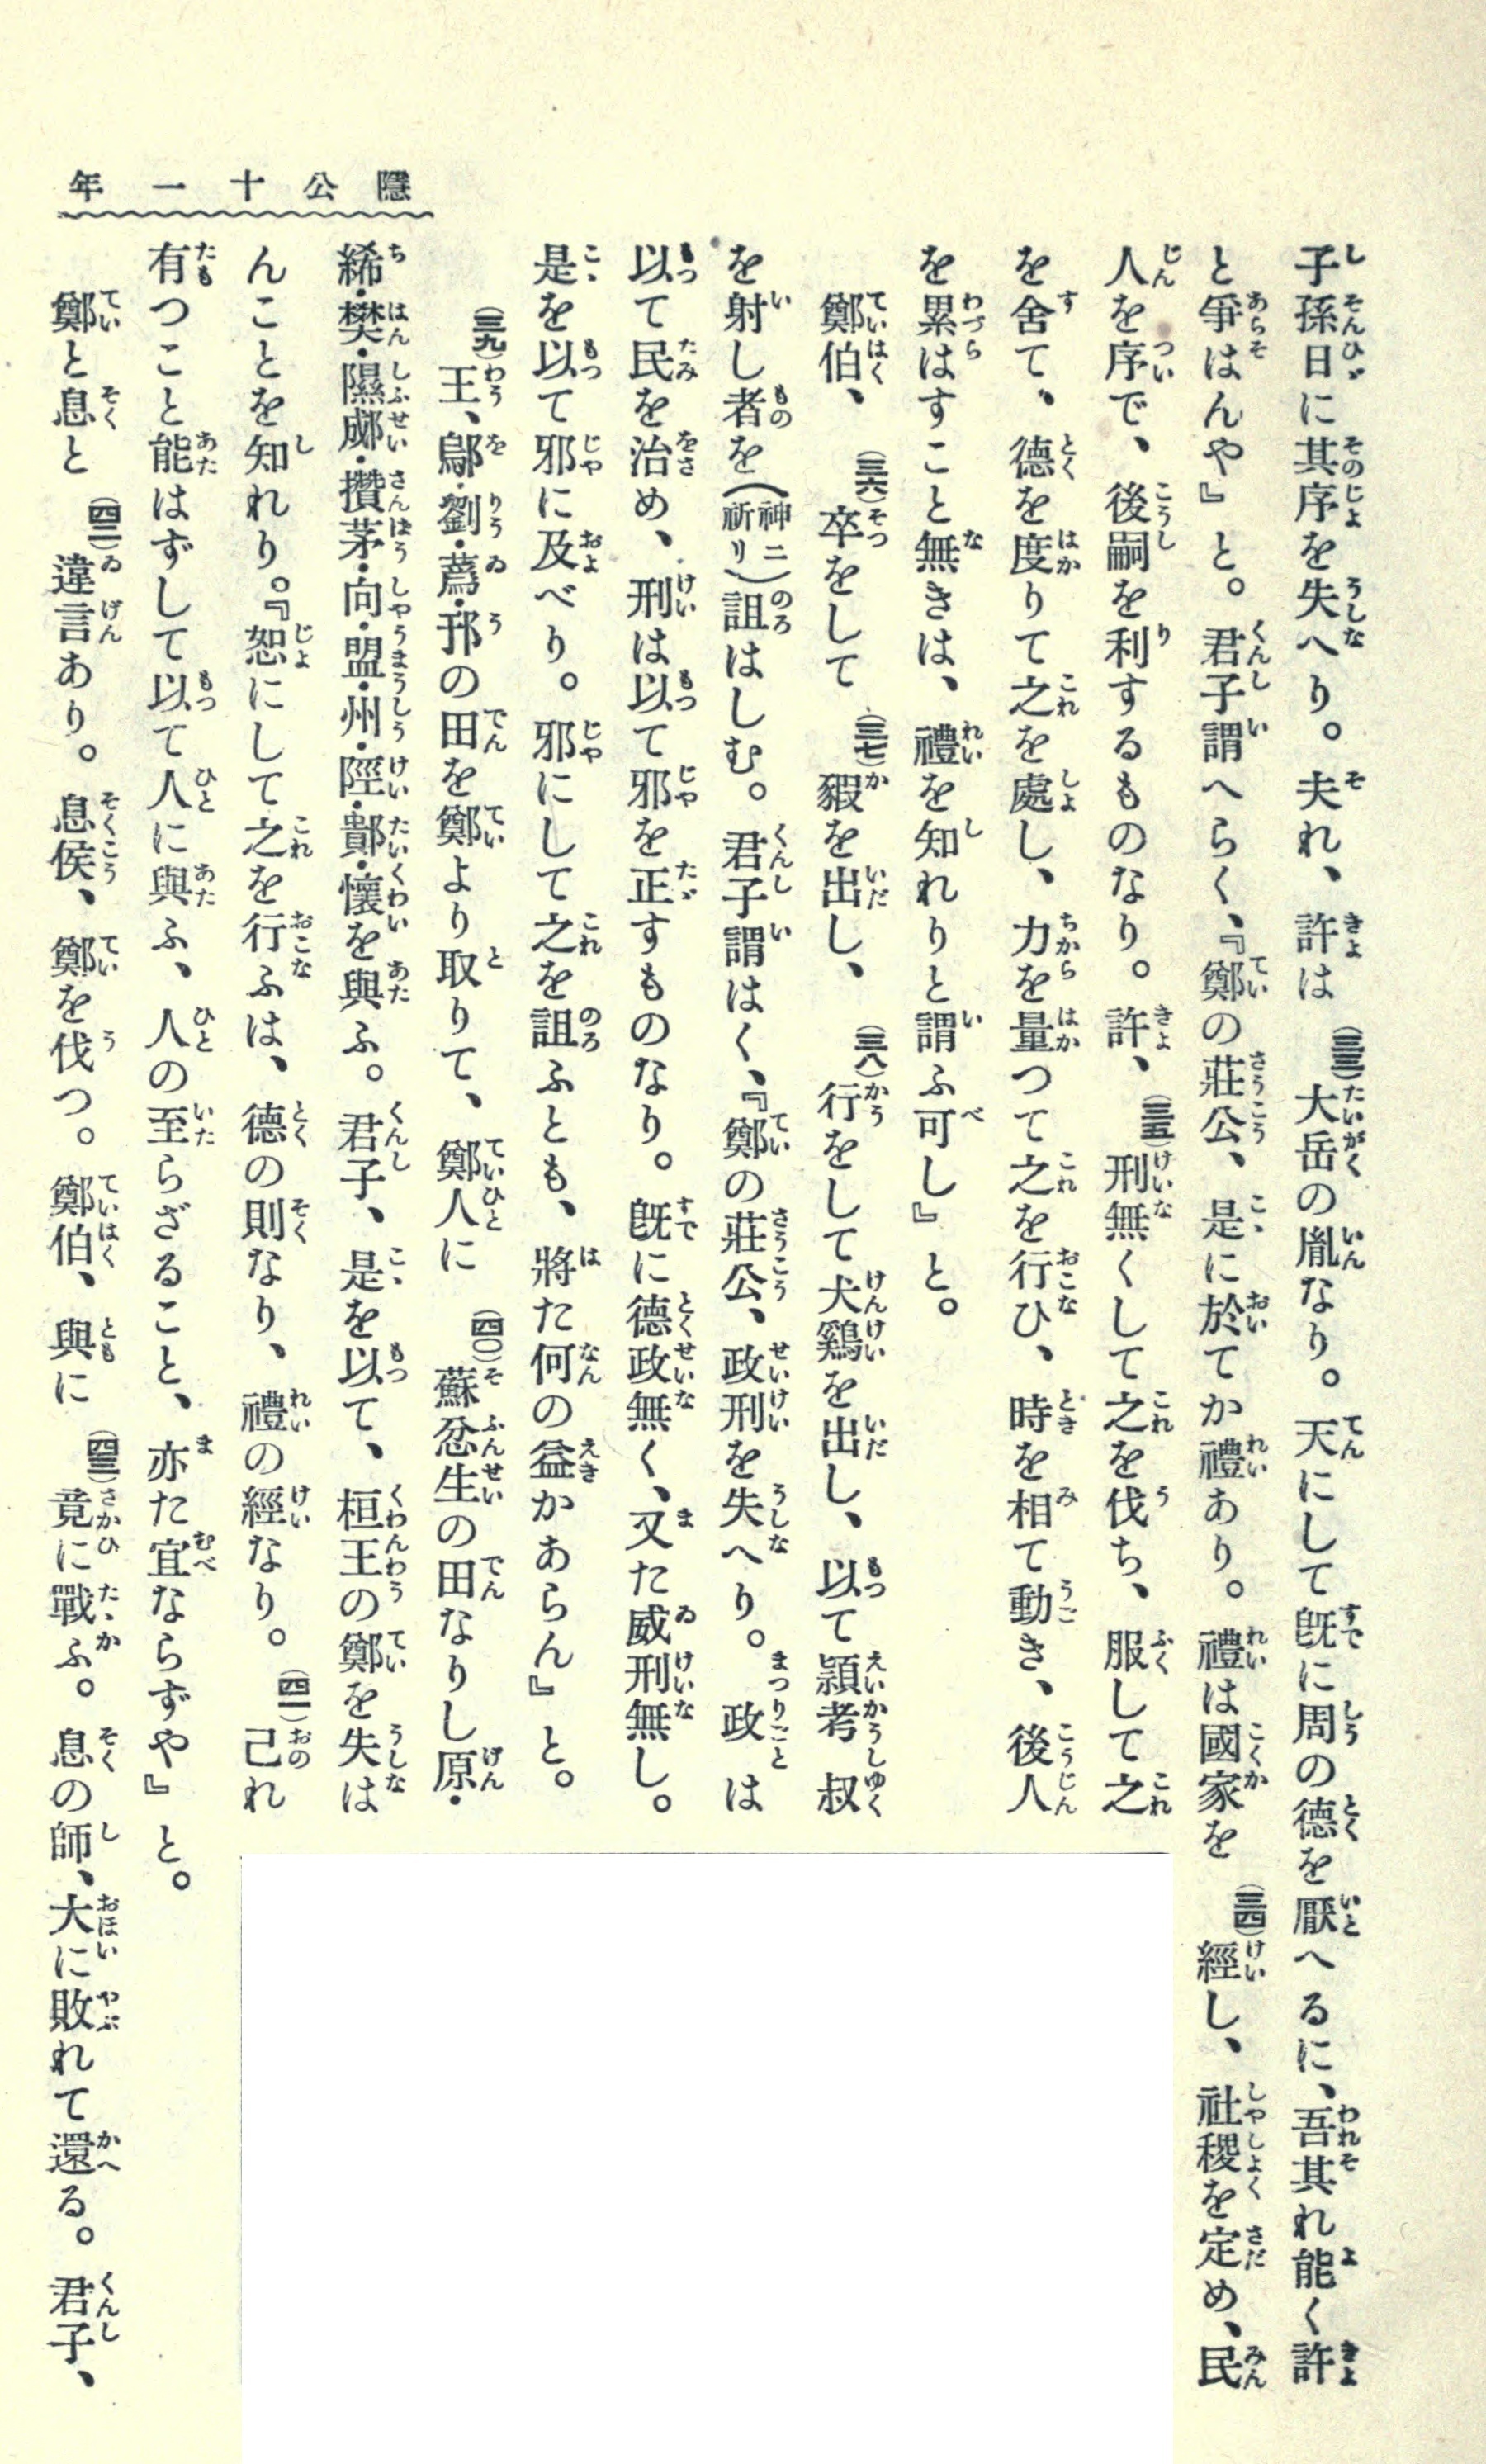 隱公十一年
子孫日に其序を失へり。夫れ、許は(三三)大岳の胤なり。天にして旣に周の德を厭へるに、吾其れ能く許
と爭はんや』と。君子謂へらく、『鄭の莊公、是に於てか禮あり。禮は國家を(三四)經し、社稷を定め、民
人を序で、後嗣を利するものなり。許、(三五)刑無くして之を伐ち、服して之
を舍て、德を度りて之を處し、力を量つて之を行ひ、時を相て動き、後人
を累はすこと無きは、禮を知れりと謂ふ可し』と。
鄭伯、(三六)卒をして(三七)豭を出し、(三八)行をして犬鷄を出し、以て頴考叔
を射し者を(神ニ祈リ)詛はしむ。君子謂はく、『鄭の莊公、政刑を失へり。政は
以て民を治め、刑は以て邪を正すものなり。旣に德政無く、又た威刑無し。
是を以て邪に及べり。邪にして之を詛ふとも、將た何の益かあらん』と。
(三九)王、鄔・劉・蔿・邘の田を鄭より取りて、鄭人に(四〇)蘇忿生の田なりし原・
絺・樊・隰郕・攢茅・向・盟・州・陘・鄻・懷を與ふ。君子、是を以て、桓王の鄭を失は
んことを知れり。『恕にして之を行ふは、德の則なり、禮の經なり。(四一)己れ
有つこと能はずして以て人に與ふ、人の至らざること、亦た宜ならずや』と。
鄭と息と(四二)違言あり。息侯、鄭を伐つ。鄭伯、與に(四三)竟に戰ふ。息の師、大に敗れて還る。君子、